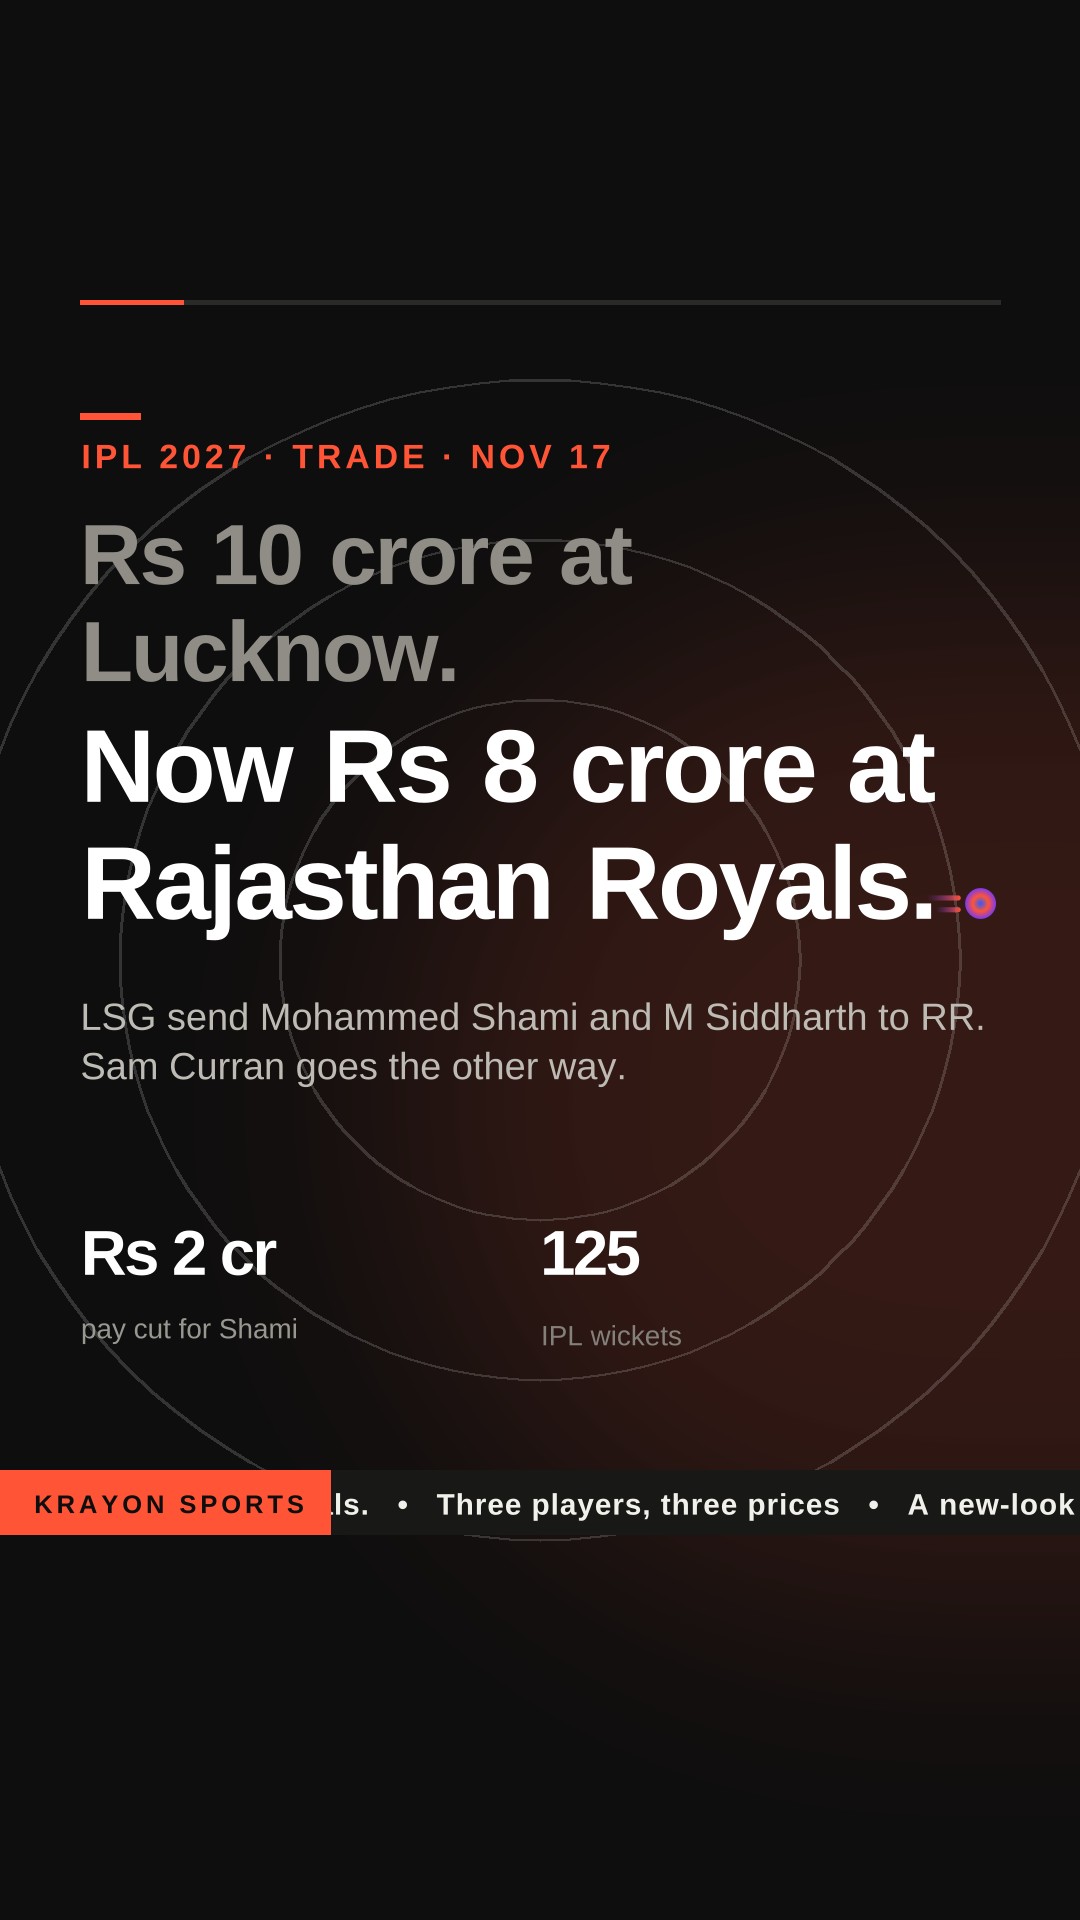 IPL 2027 · TRADE · NOV 17
Rs 10 crore at
Lucknow.
Now Rs 8 crore at
Rajasthan Royals.
LSG send Mohammed Shami and M Siddharth to RR.
Sam Curran goes the other way.
Rs 2 cr
125
pay cut for Shami
IPL wickets
KRAYON SPORTS
ls. • Three players, three prices • A new-look